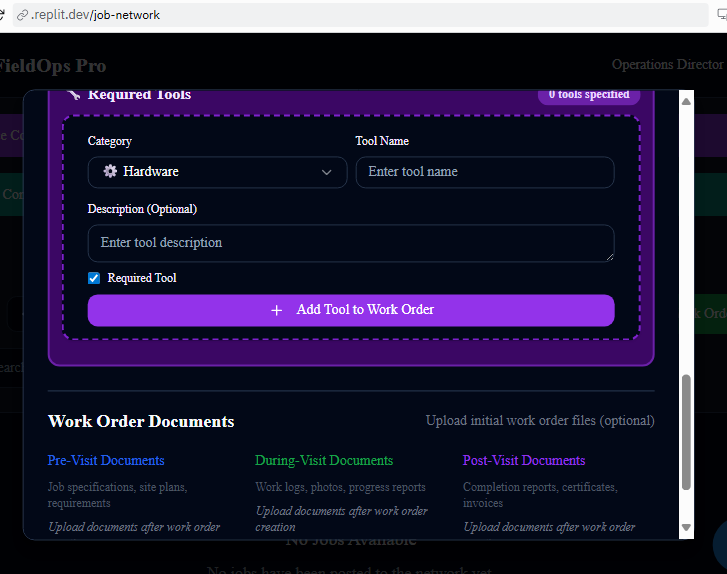 .replit.dev/job-network
FieldOps Pro
Operations Director
Required Tools
0 tools specified
Category
Tool Name
Hardware
Enter tool name
Description (Optional)
Enter tool description
Required Tool
+ Add Tool to Work Order
Work Order Documents
Upload initial work order files (optional)
Pre-Visit Documents
During-Visit Documents
Post-Visit Documents
Job specifications, site plans,
requirements
Work logs, photos, progress reports
Completion reports, certificates,
invoices
Upload documents after work order
Upload documents after work order
creation
Upload documents after work order
No Jobs Available
No jobs have been posted to the network yet